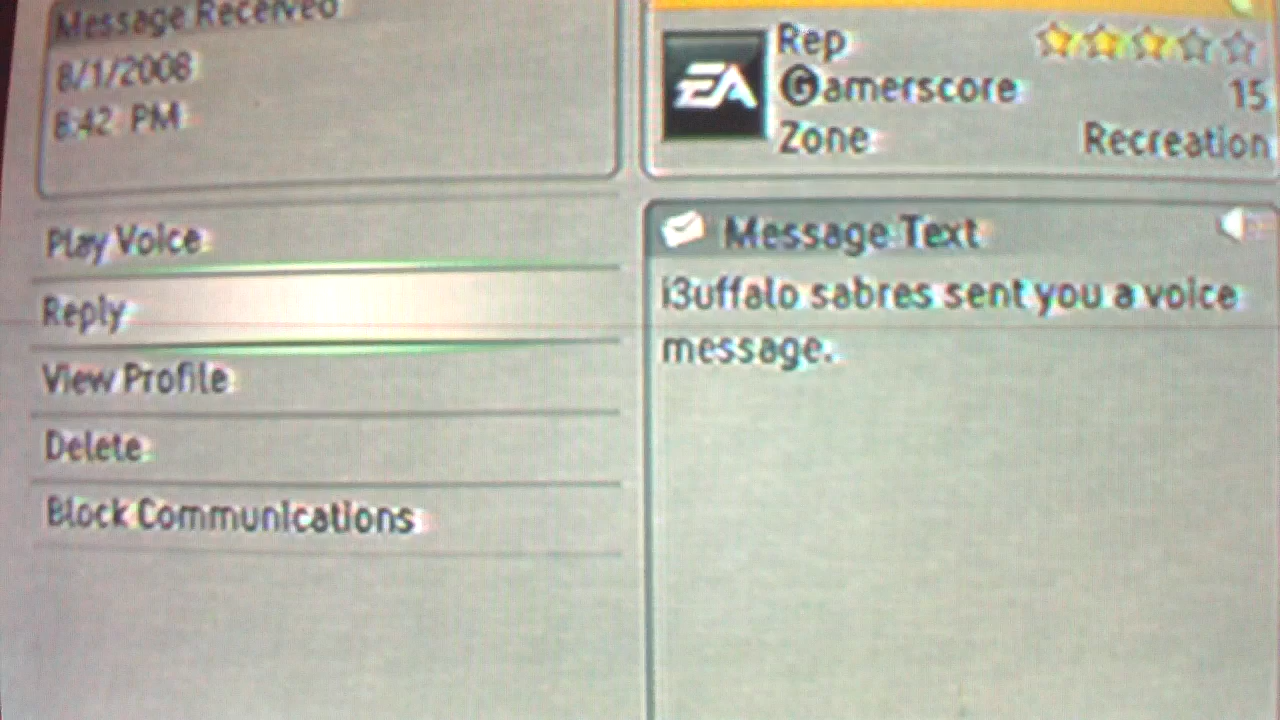 Message Received
8/1/2008
8:42 PM
Play Voice
Reply
View Profile
Delete
Block Communications
EA
Rep
Gamerscore 15
Zone Recreation
Message Text
i3uffalo sabres sent you a voice
message.